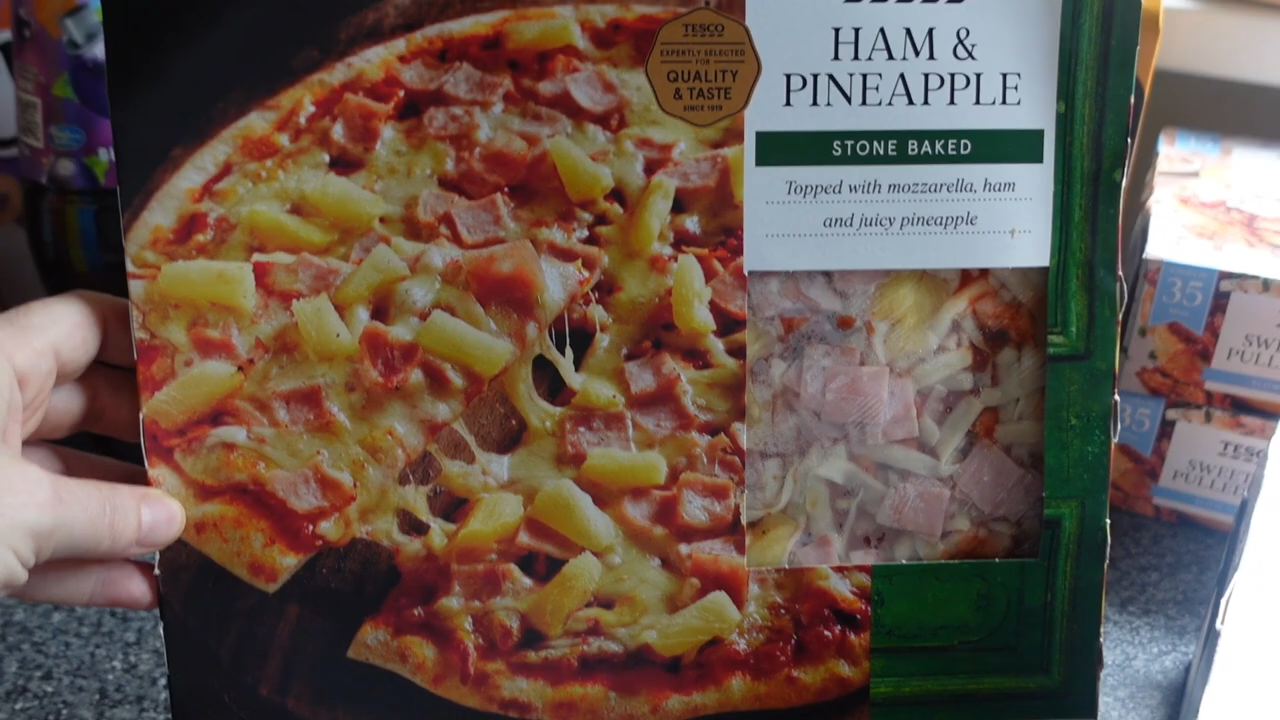 TESCO
EXPERTLY SELECTED
FOR
QUALITY
& TASTE
SINCE 1919
HAM &
PINEAPPLE
STONE BAKED
Topped with mozzarella, ham
and juicy pineapple
35
35
TESCO